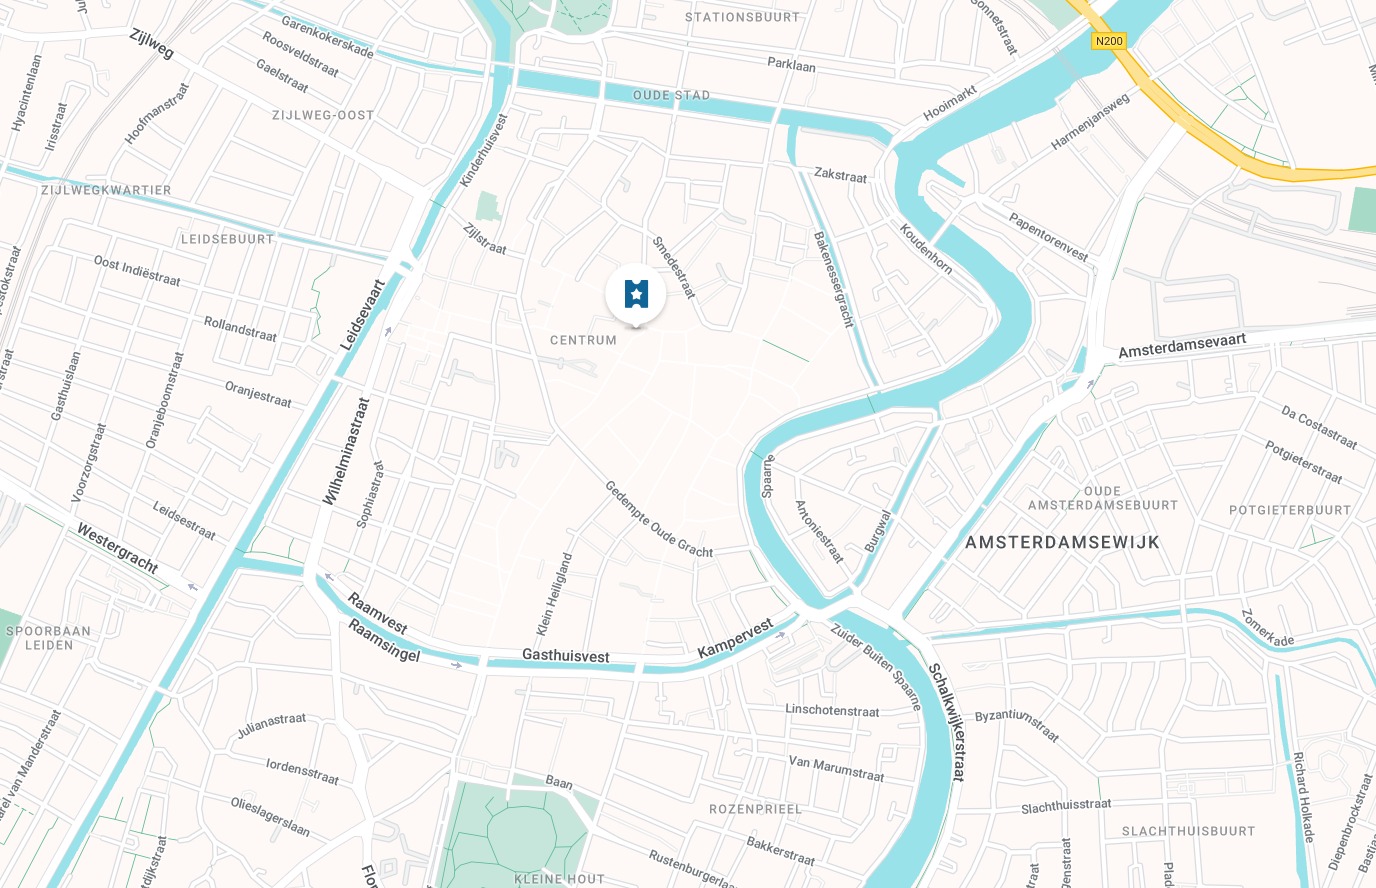 STATIONSBUURT
Sonnetstraat
Garenkokerskade
Zijlweg
N200
Roosveldstraat
Parklaan
Gaelstraat
Hyacintenlaan
OUDE STAD
Hooimarkt
Hoofmanstraat
Irisstraat
ZIJLWEG-OOST
Harmenjansweg
Kinderhuisvest
Zakstraat
ZIJLWEGKWARTIER
Papentorenvest
LEIDSEBUURT
Zijlstraat
Koudenhorn
Smedestraat
Bakenessergracht
Oost Indiëstraat
Leidsevaart
Rollandstraat
CENTRUM
Amsterdamsevaart
Gasthuislaan
Oranjeboomstraat
Oranjestraat
Wilhelminastraat
Da Costastraat
Voorzorgstraat
Potgieterstraat
Sophiastraat
Spaarne
OUDE
AMSTERDAMSEBUURT
POTGIETERBUURT
Gedempte Oude Gracht
Antoniestraat
Burgwal
Leidsestraat
Westergracht
AMSTERDAMSEWIJK
Klein Heiligland
Raamvest
SPOORBAAN
LEIDEN
Raamsingel
Gasthuisvest
Kampervest
Zomerkade
Zuider Buiten Spaarne
Schalkwijkerstraat
Linschotenstraat
Byzantiumstraat
Julianastraat
Iordensstraat
Van Marumstraat
Richard Holkade
Baan
Olieslagerslaan
ROZENPRIEEL
Slachthuisstraat
SLACHTHUISBUURT
Diepenbrockstraat
Bakkerstraat
Rustenburgerlaan
KLEINE HOUT